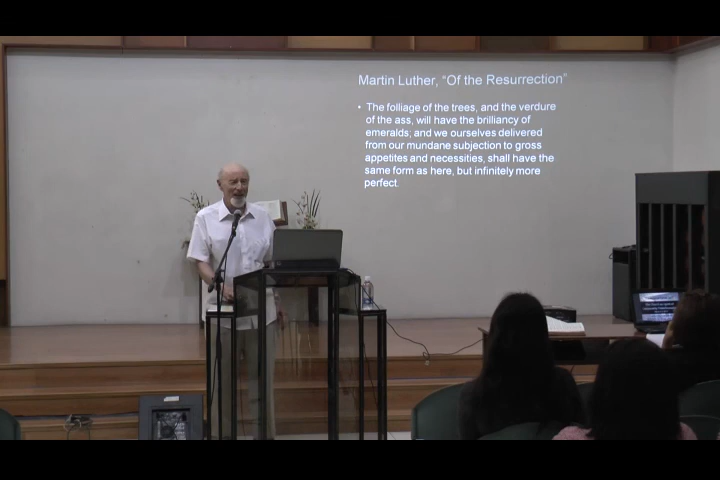 Martin Luther, "Of the Resurrection"
• The folliage of the trees, and the verdure
of the ass, will have the brilliancy of
emeralds; and we ourselves delivered
from our mundane subjection to gross
appetites and necessities, shall have the
same form as here, but infinitely more
perfect.